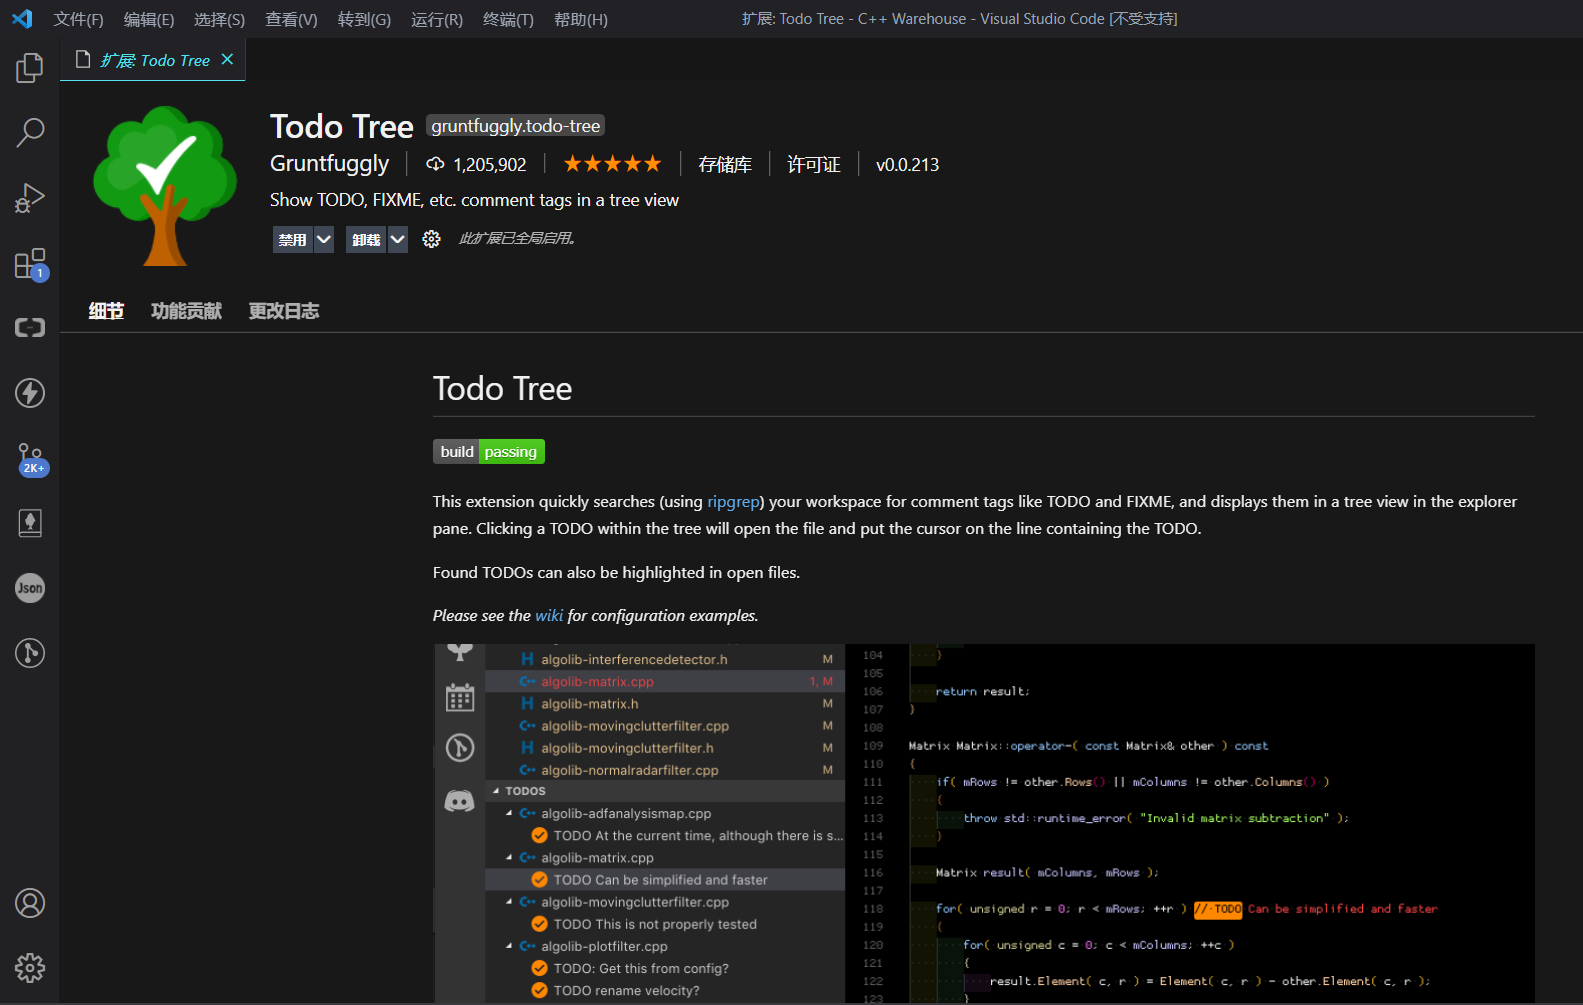 文件(F) 编辑(E) 选择(S) 查看(V) 转到(G) 运行(R) 终端(T) 帮助(H) 扩展: Todo Tree - C++ Warehouse - Visual Studio Code [不受支持]
扩展: Todo Tree
Todo Tree gruntfuggly.todo-tree
Gruntfuggly 1,205,902 存储库 许可证 v0.0.213
Show TODO, FIXME, etc. comment tags in a tree view
禁用 卸载 此扩展已全局启用。
1
细节 功能贡献 更改日志
Todo Tree
build passing
2K+
This extension quickly searches (using ripgrep) your workspace for comment tags like TODO and FIXME, and displays them in a tree view in the explorer
pane. Clicking a TODO within the tree will open the file and put the cursor on the line containing the TODO.
Found TODOs can also be highlighted in open files.
Json
Please see the wiki for configuration examples.
H algolib-interferencedetector.h M
C++ algolib-matrix.cpp 1, M
H algolib-matrix.h M
C++ algolib-movingclutterfilter.cpp M
H algolib-movingclutterfilter.h M
C++ algolib-normalradarfilter.cpp M
TODOS
C++ algolib-adfanalysismap.cpp
TODO At the current time, although there is s...
C++ algolib-matrix.cpp
TODO Can be simplified and faster
C++ algolib-movingclutterfilter.cpp
TODO This is not properly tested
C++ algolib-plotfilter.cpp
TODO: Get this from config?
TODO rename velocity?
104 }
105
106 return result;
107 }
108
109 Matrix Matrix::operator-( const Matrix& other ) const
110 {
111 if( mRows != other.Rows() || mColumns != other.Columns() )
112 {
113 throw std::runtime_error( "Invalid matrix subtraction" );
114 }
115
116 Matrix result( mColumns, mRows );
117
118 for( unsigned r = 0; r < mRows; ++r ) // TODO Can be simplified and faster
119 {
120 for( unsigned c = 0; c < mColumns; ++c )
121 {
122 result.Element( c, r ) = Element( c, r ) - other.Element( c, r );
123 }